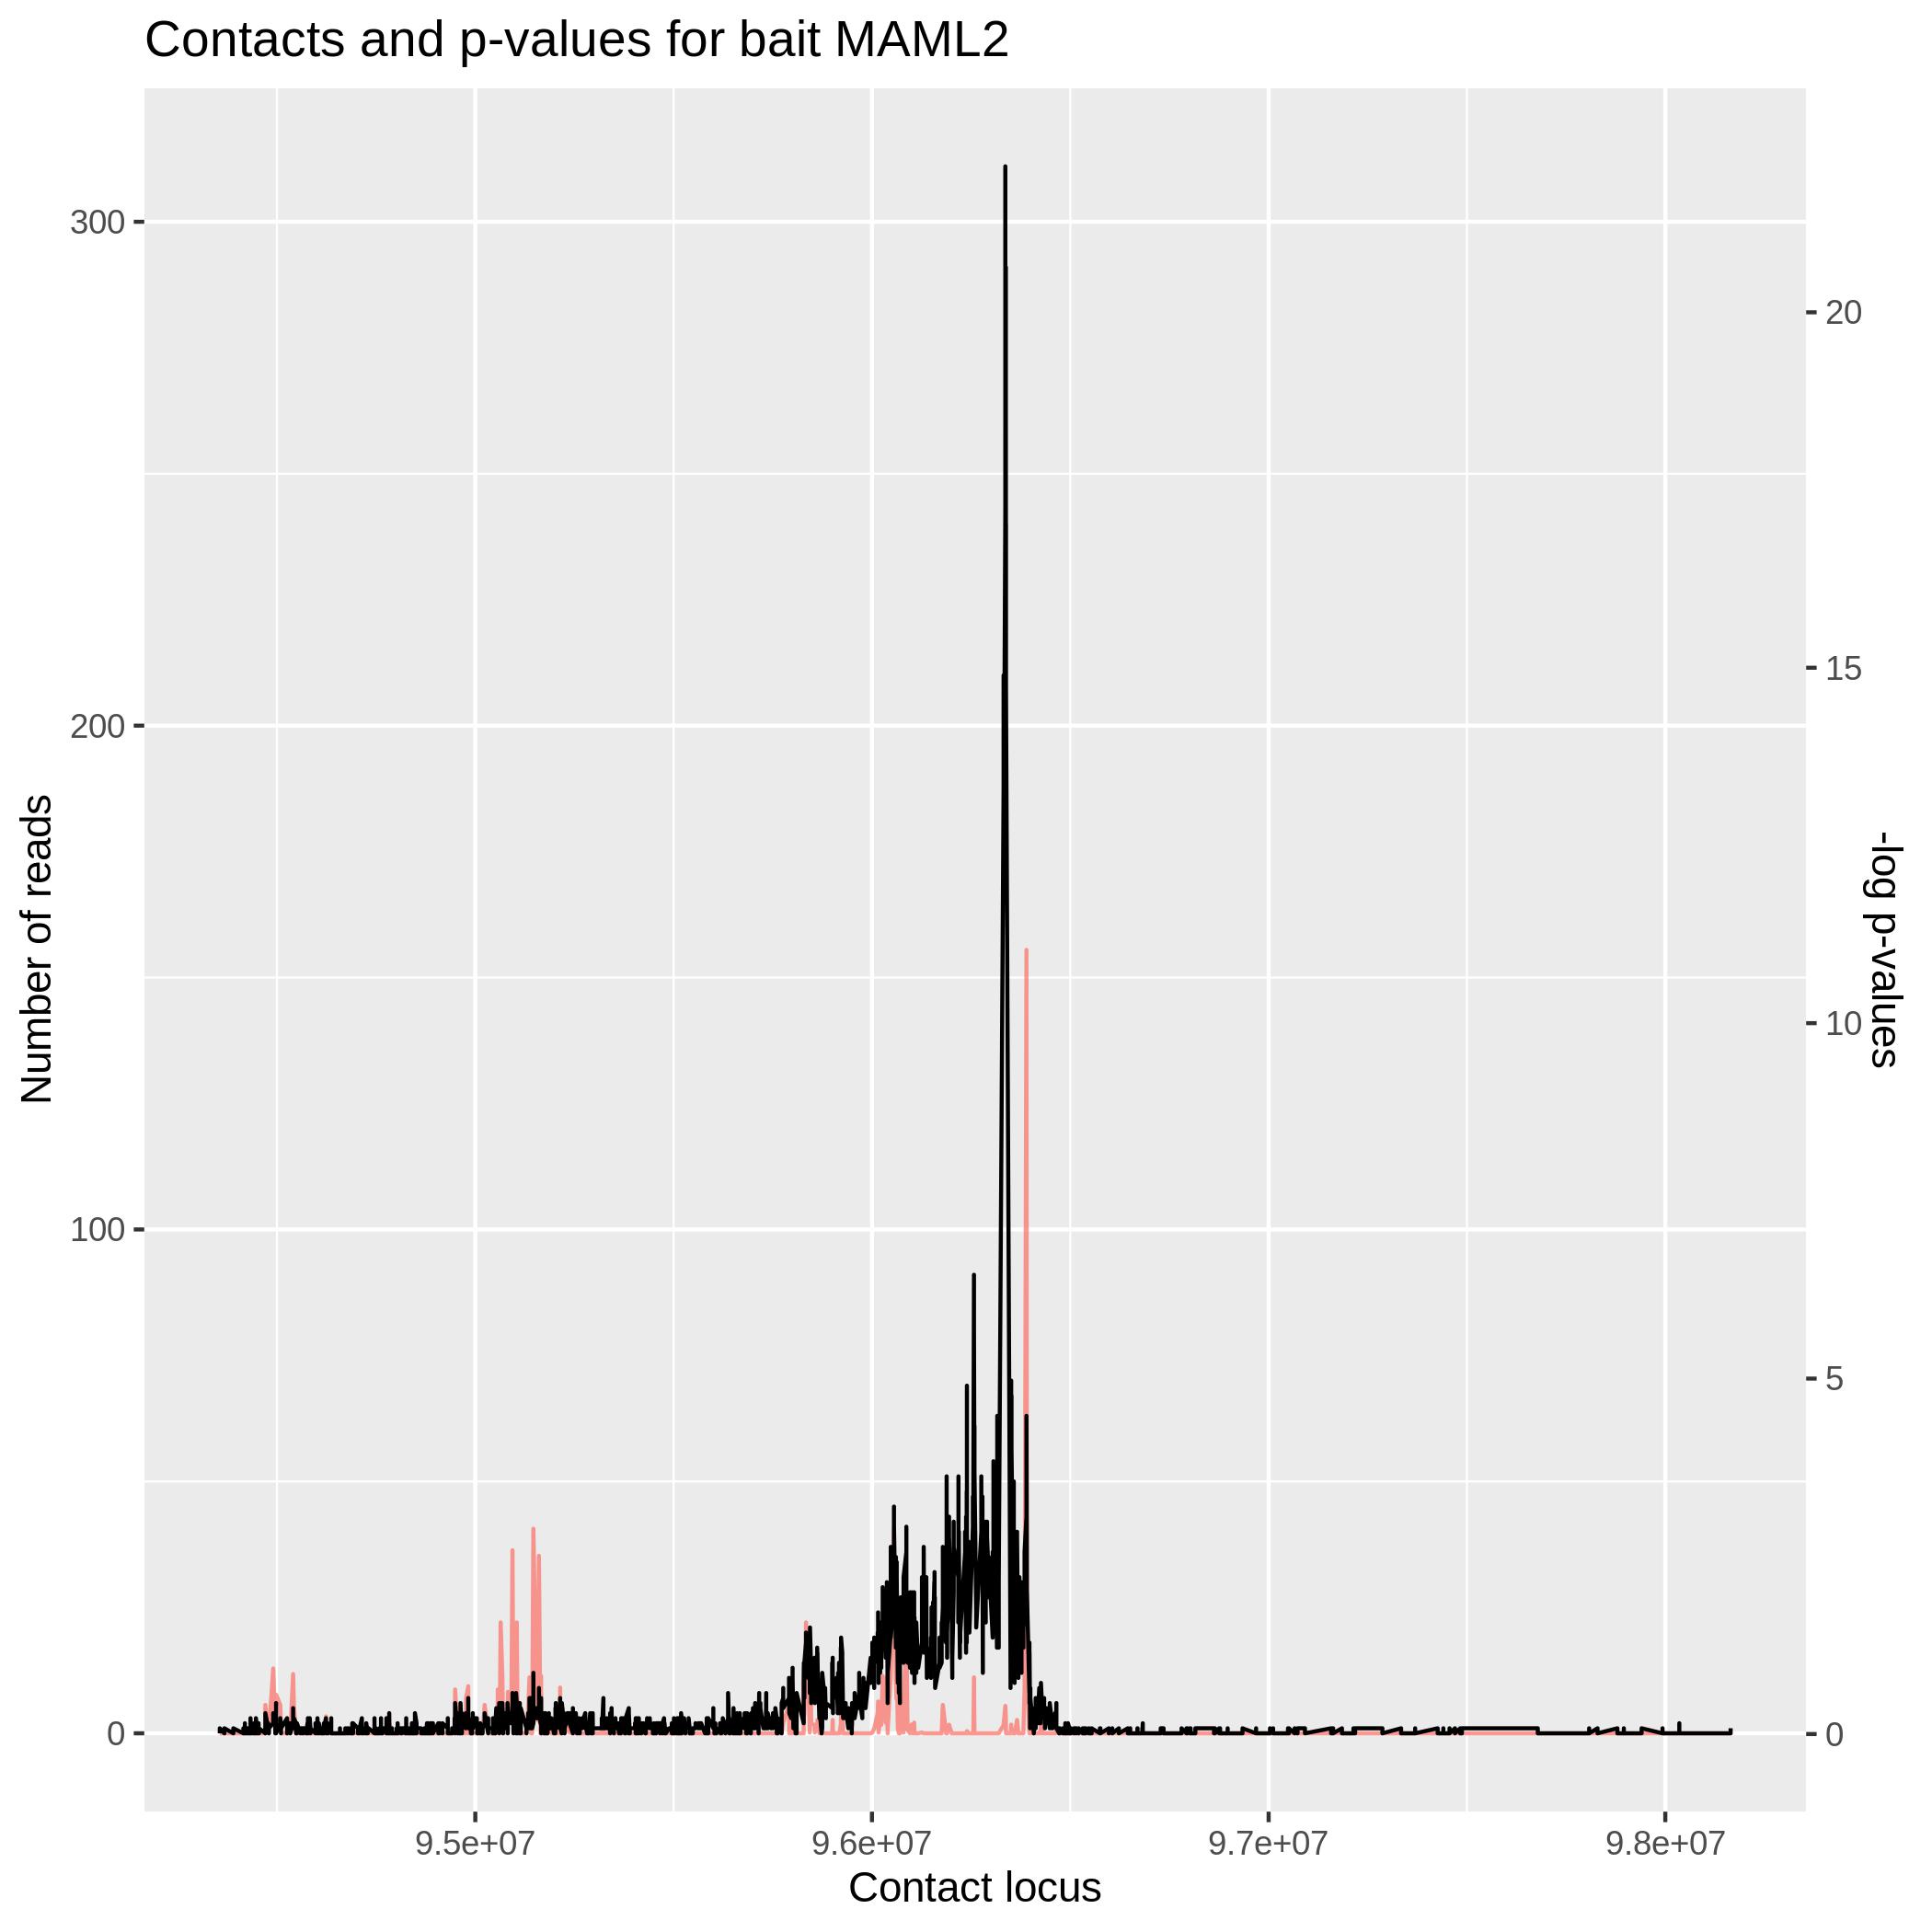 Contacts and p-values for bait MAML2
300
200
100
0
20
15
10
5
0
Number of reads
-log p-values
9.5e+07 9.6e+07 9.7e+07 9.8e+07
Contact locus